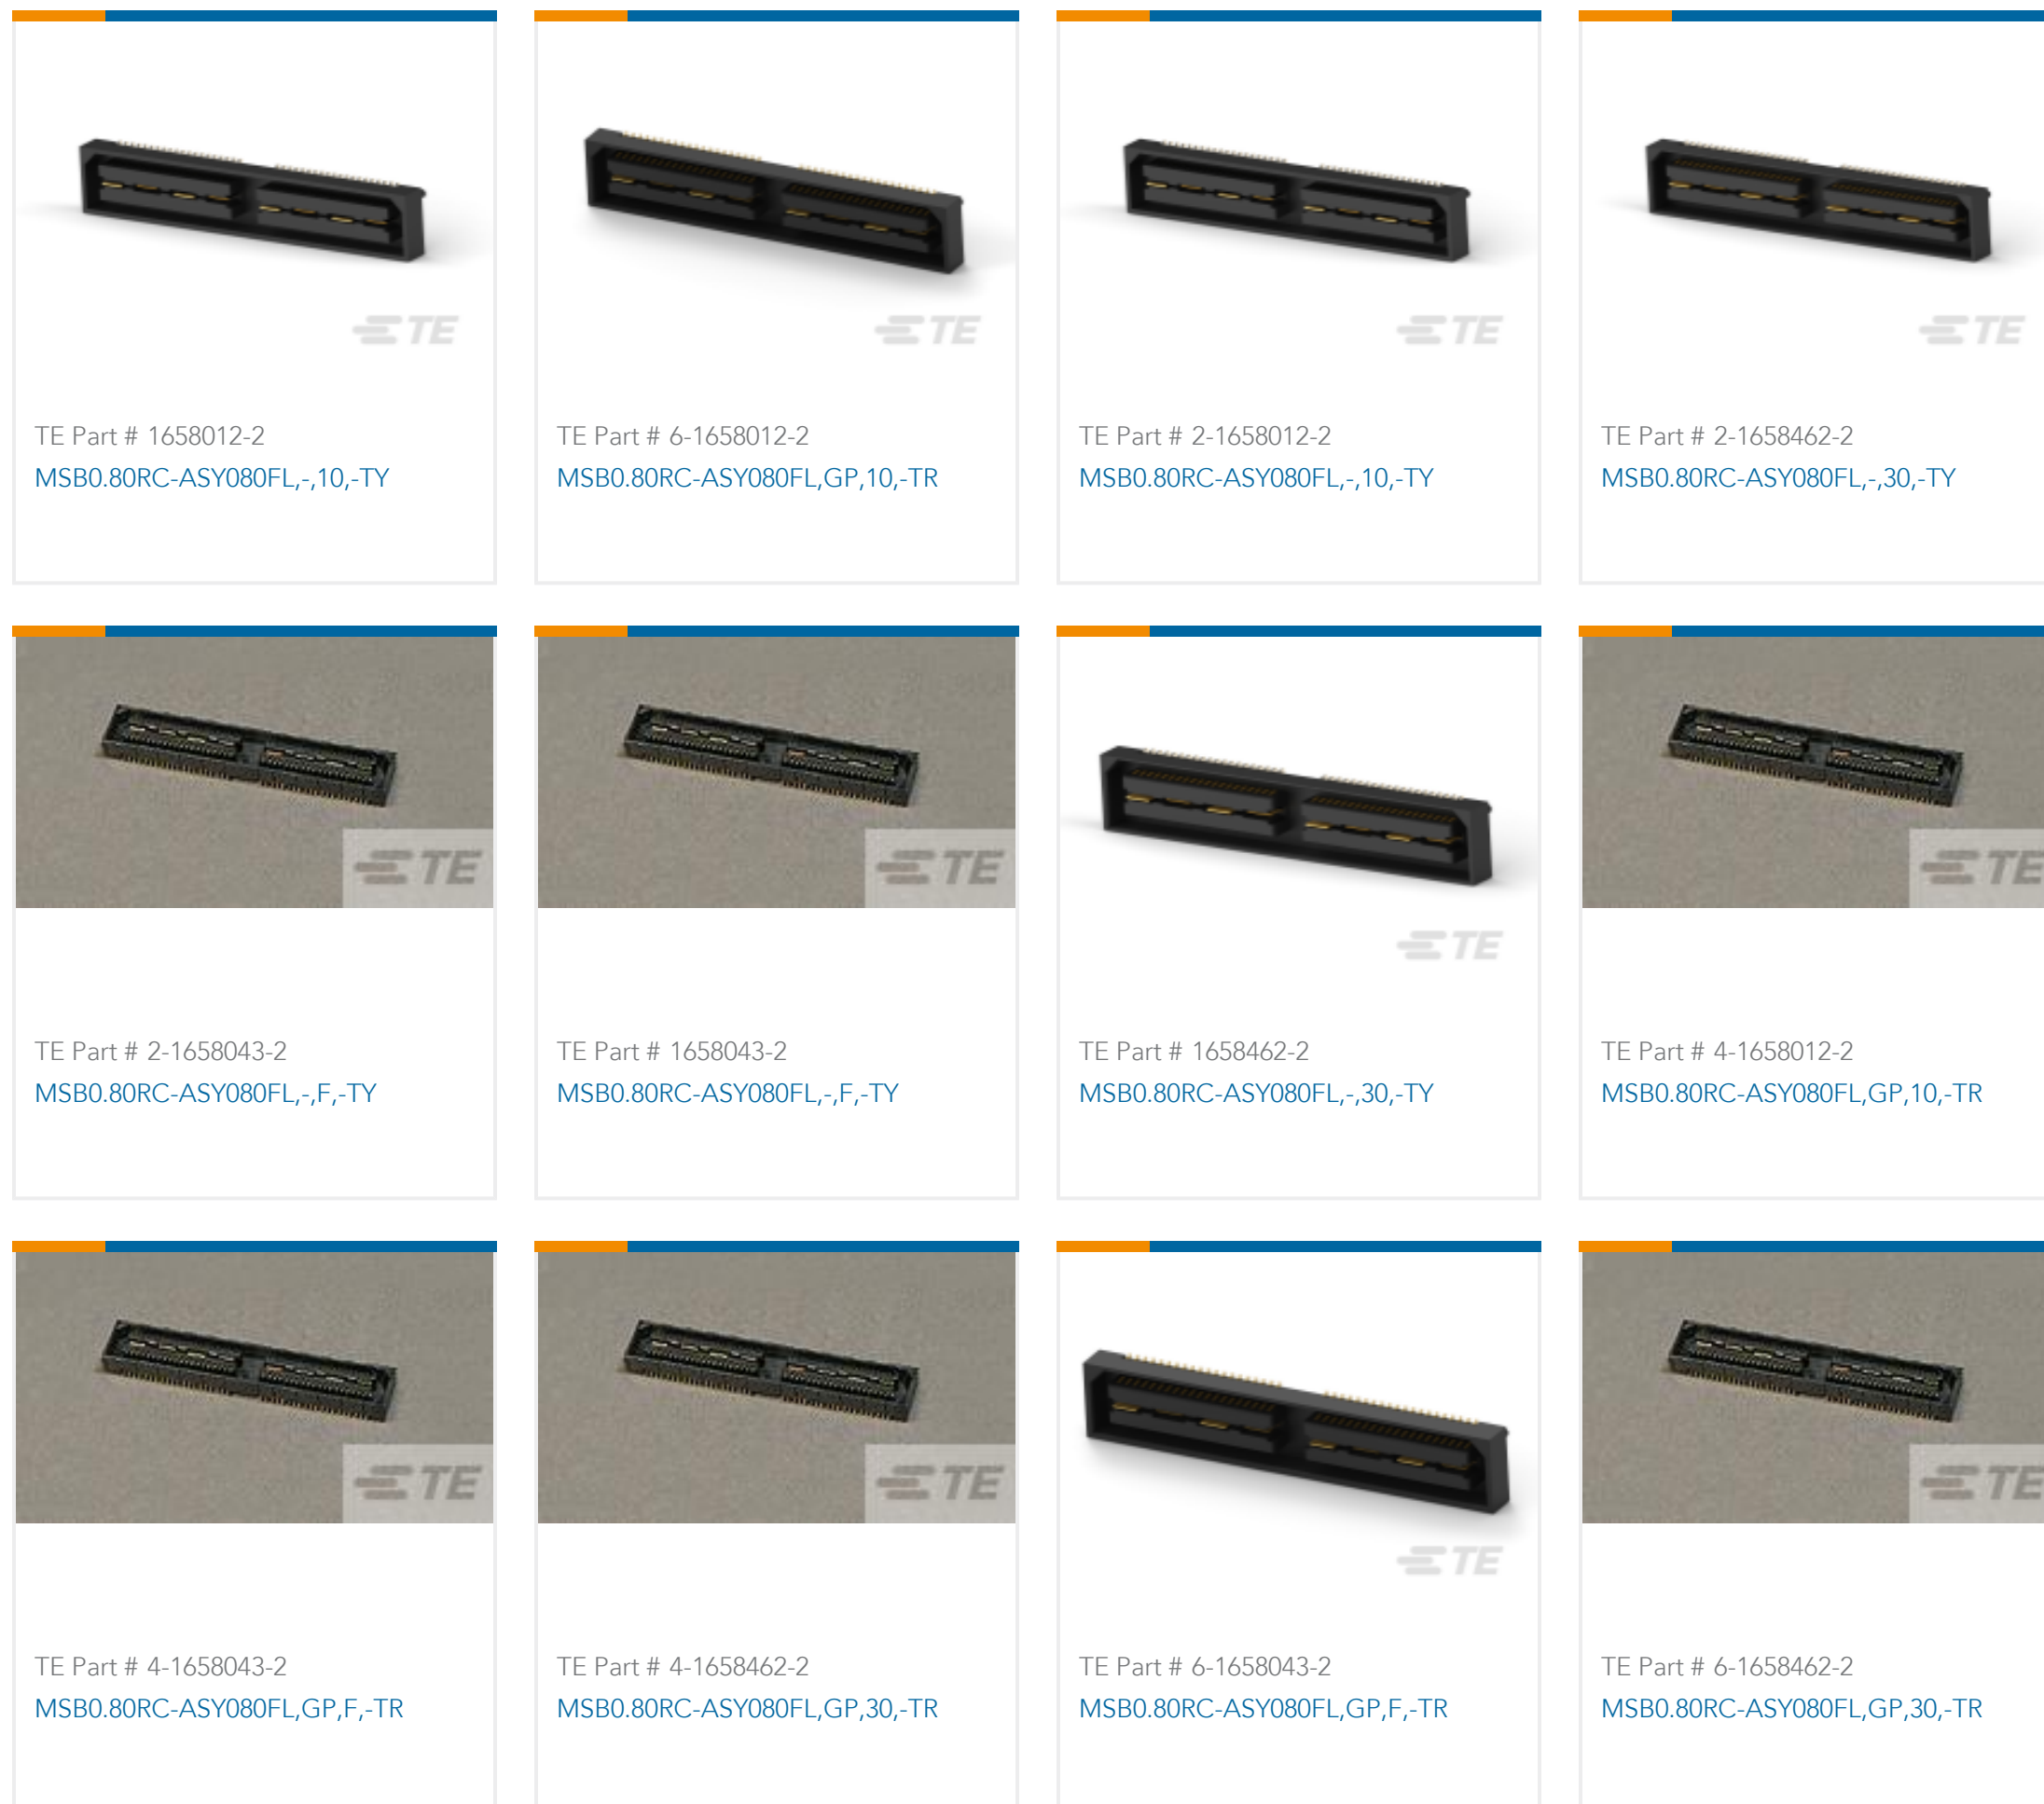 TE
TE
TE
TE
TE Part # 1658012-2
MSB0.80RC-ASY080FL,-,10,-TY
TE Part # 6-1658012-2
MSB0.80RC-ASY080FL,GP,10,-TR
TE Part # 2-1658012-2
MSB0.80RC-ASY080FL,-,10,-TY
TE Part # 2-1658462-2
MSB0.80RC-ASY080FL,-,30,-TY
TE
TE
TE
TE
TE Part # 2-1658043-2
MSB0.80RC-ASY080FL,-,F,-TY
TE Part # 1658043-2
MSB0.80RC-ASY080FL,-,F,-TY
TE Part # 1658462-2
MSB0.80RC-ASY080FL,-,30,-TY
TE Part # 4-1658012-2
MSB0.80RC-ASY080FL,GP,10,-TR
TE
TE
TE
TE
TE Part # 4-1658043-2
MSB0.80RC-ASY080FL,GP,F,-TR
TE Part # 4-1658462-2
MSB0.80RC-ASY080FL,GP,30,-TR
TE Part # 6-1658043-2
MSB0.80RC-ASY080FL,GP,F,-TR
TE Part # 6-1658462-2
MSB0.80RC-ASY080FL,GP,30,-TR